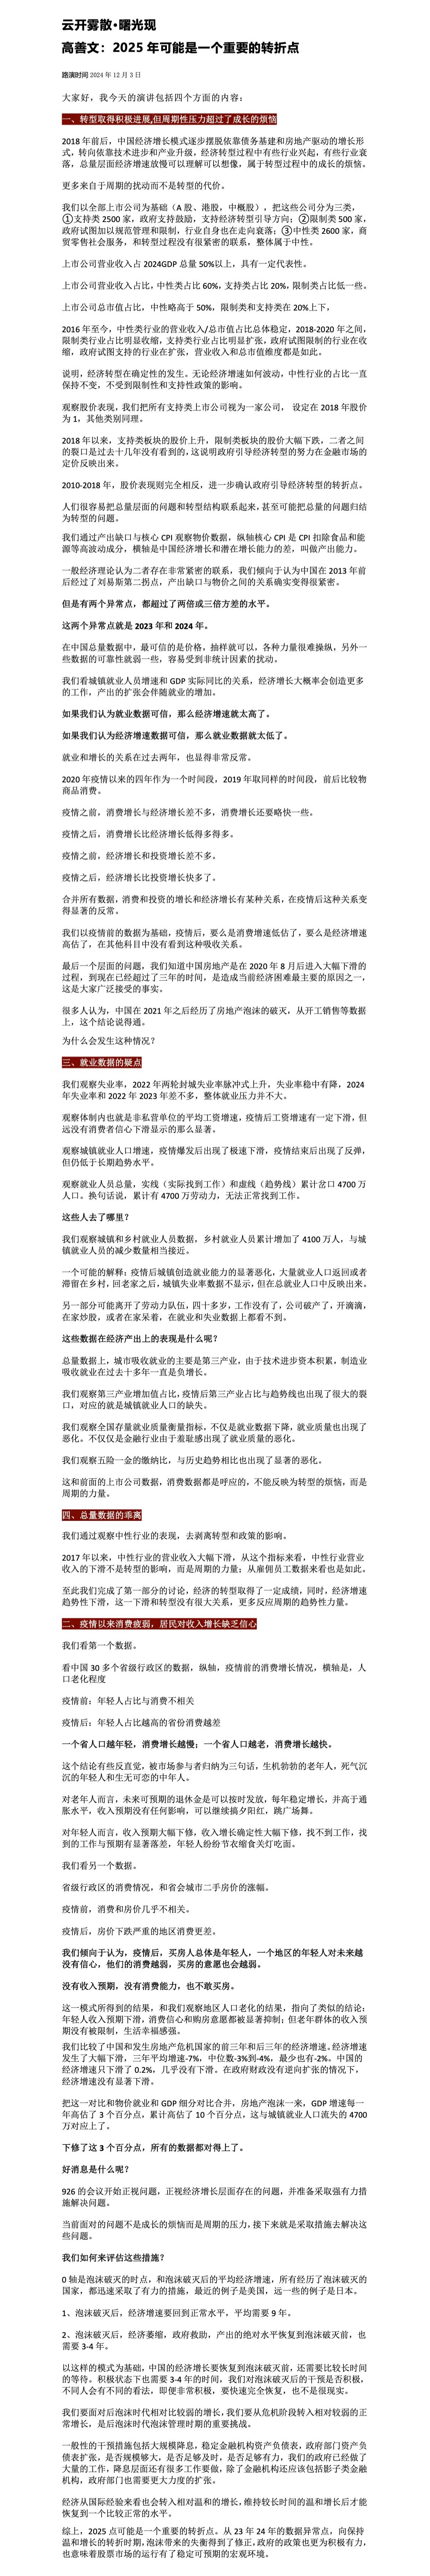 云开雾散•曙光现
高善文：2025 年可能是一个重要的转折点
路演时间 2024 年 12 月 3 日
大家好，我今天的演讲包括四个方面的内容：
一、转型取得积极进展,但周期性压力超过了成长的烦恼
2018 年前后，中国经济增长模式逐步摆脱依靠债务基建和房地产驱动的增长形
式，转向依靠技术进步和产业升级，经济转型过程中有些行业兴起，有些行业衰
落，总量层面经济增速放慢可以理解可以想像，属于转型过程中的成长的烦恼。
更多来自于周期的扰动而不是转型的代价。
我们以全部上市公司为基础（A 股、港股，中概股），把这些公司分为三类，
①支持类 2500 家，政府支持鼓励，支持经济转型引导方向；②限制类 500 家，
政府试图加以规范管理和限制，行业自身也在走向衰落；③中性类 2600 家，商
贸零售社会服务，和转型过程没有很紧密的联系，整体属于中性。
上市公司营业收入占 2024GDP 总量 50%以上，具有一定代表性。
上市公司营业收入占比，中性类占比 60%，支持类占比 20%，限制类占比低一些。
上市公司总市值占比，中性略高于 50%，限制类和支持类在 20%上下，
2016 年至今，中性类行业的营业收入/总市值占比总体稳定，2018-2020 年之间，
限制类行业占比明显收缩，支持类行业占比明显扩张，政府试图限制的行业在收
缩，政府试图支持的行业在扩张，营业收入和总市值维度都是如此。
说明，经济转型在确定性的发生。无论经济增速如何波动，中性行业的占比一直
保持不变，不受到限制性和支持性政策的影响。
观察股价表现，我们把所有支持类上市公司视为一家公司， 设定在 2018 年股价
为 1，其他类别同理。
2018 年以来，支持类板块的股价上升，限制类板块的股价大幅下跌，二者之间
的裂口是过去十几年没有看到的，这说明政府引导经济转型的努力在金融市场的
定价反映出来。
2010-2018 年，股价表现则完全相反，进一步确认政府引导经济转型的转折点。
人们很容易把总量层面的问题和转型结构联系起来，甚至可能把总量的问题归结
为转型的问题。
我们通过产出缺口与核心 CPI 观察物价数据，纵轴核心 CPI 是 CPI 扣除食品和能
源等高波动成分，横轴是中国经济增长和潜在增长能力的差，叫做产出能力。
一般经济理论认为二者存在非常紧密的联系，我们倾向于认为中国在 2013 年前
后经过了刘易斯第二拐点，产出缺口与物价之间的关系确实变得很紧密。
但是有两个异常点，都超过了两倍或三倍方差的水平。
这两个异常点就是 2023 年和 2024 年。
在中国总量数据中，最可信的是价格，抽样就可以，各种力量很难操纵，另外一
些数据的可靠性就弱一些，容易受到非统计因素的扰动。
我们看城镇就业人员增速和 GDP 实际同比的关系，经济增长大概率会创造更多
的工作，产出的扩张会伴随就业的增加。
如果我们认为就业数据可信，那么经济增速就太高了。
如果我们认为经济增速数据可信，那么就业数据就太低了。
就业和增长的关系在过去两年，也显得非常反常。
2020 年疫情以来的四年作为一个时间段，2019 年取同样的时间段，前后比较物
商品消费。
疫情之前，消费增长与经济增长差不多，消费增长还要略快一些。
疫情之后，消费增长比经济增长低得多得多。
疫情之前，经济增长和投资增长差不多。
疫情之后，经济增长比投资增长快多了。
合并所有数据，消费和投资的增长和经济增长有某种关系，在疫情后这种关系变
得显著的反常。
我们以疫情前的数据为基础，疫情后，要么是消费增速低估了，要么是经济增速
高估了，在其他科目中没有看到这种吸收关系。
最后一个层面的问题，我们知道中国房地产是在 2020 年 8 月后进入大幅下滑的
过程，到现在已经超过了三年的时间，是造成当前经济困难最主要的原因之一，
这是大家广泛接受的事实。
很多人认为，中国在 2021 年之后经历了房地产泡沫的破灭，从开工销售等数据
上，这个结论说得通。
为什么会发生这种情况？
三、就业数据的疑点
我们观察失业率，2022 年两轮封城失业率脉冲式上升，失业率稳中有降，2024
年失业率和 2022 年 2023 年差不多，整体就业压力并不大。
观察体制内也就是非私营单位的平均工资增速，疫情后工资增速有一定下滑，但
远没有消费者信心下滑显示的那么显著。
观察城镇就业人口增速，疫情爆发后出现了极速下滑，疫情结束后出现了反弹，
但仍低于长期趋势水平。
观察就业人员总量，实线（实际找到工作）和虚线（趋势线）累计岔口 4700 万
人口。换句话说，累计有 4700 万劳动力，无法正常找到工作。
这些人去了哪里？
我们观察城镇和乡村就业人员数据，乡村就业人员累计增加了 4100 万人，与城
镇就业人员的减少数量相当接近。
一个可能的解释：疫情后城镇创造就业能力的显著恶化，大量就业人口返回或者
滞留在乡村，回老家之后，城镇失业率数据不显示，但在总就业人口中反映出来。
另一部分可能离开了劳动力队伍，四十多岁，工作没有了，公司破产了，开滴滴，
在家炒股，或者在家呆着，在就业和失业数据上都看不到。
这些数据在经济产出上的表现是什么呢？
总量数据上，城市吸收就业的主要是第三产业，由于技术进步资本积累，制造业
吸收就业在过去十多年一直是负增长。
我们观察第三产业增加值占比，疫情后第三产业占比与趋势线也出现了很大的裂
口，对应的就是城镇就业人口的缺失。
我们观察全国存量就业质量衡量指标，不仅是就业数据下降，就业质量也出现了
恶化。不仅仅是金融行业由于羞耻感出现了就业质量的恶化。
我们观察五险一金的缴纳比，与历史趋势相比也出现了显著的恶化。
这和前面的上市公司数据，消费数据都是呼应的，不能反映为转型的烦恼，而是
周期的力量。
四、总量数据的乖离
我们通过观察中性行业的表现，去剥离转型和政策的影响。
2017 年以来，中性行业的营业收入大幅下滑，从这个指标来看，中性行业营业
收入的下滑不是转型的影响，而是周期的力量；从雇佣员工数据来看也是如此。
至此我们完成了第一部分的讨论，经济的转型取得了一定成绩，同时，经济增速
趋势性下滑，这一下滑和转型没有很大关系，更多反应周期的趋势性力量。
二、疫情以来消费疲弱，居民对收入增长缺乏信心
我们看第一个数据。
看中国 30 多个省级行政区的数据，纵轴，疫情前的消费增长情况，横轴是，人
口老化程度
疫情前：年轻人占比与消费不相关
疫情后：年轻人占比越高的省份消费越差
一个省人口越年轻，消费增长越慢；一个省人口越老，消费增长越快。
这个结论有些反直觉，被市场参与者归纳为三句话，生机勃勃的老年人，死气沉
沉的年轻人和生无可恋的中年人。
对老年人而言，未来可预期的退休金是可以按时发放，每年稳定增长，并高于通
胀水平，收入预期没有任何影响，可以继续搞夕阳红，跳广场舞。
对年轻人而言，收入预期大幅下修，收入增长确定性大幅下修，找不到工作，找
到的工作与预期有显著落差，年轻人纷纷节衣缩食关灯吃面。
我们看另一个数据。
省级行政区的消费情况，和省会城市二手房价的涨幅。
疫情前，消费和房价几乎不相关。
疫情后，房价下跌严重的地区消费更差。
我们倾向于认为，疫情后，买房人总体是年轻人，一个地区的年轻人对未来越
没有信心，他们的消费越弱，买房的意愿也会越弱。
没有收入预期，没有消费能力，也不敢买房。
这一模式所得到的结果，和我们观察地区人口老化的结果，指向了类似的结论：
年轻人收入预期下滑，消费信心和购房意愿都被显著抑制；但老年群体的收入预
期没有被限制，生活幸福感强。
我们比较了中国和发生房地产危机国家的前三年和后三年的经济增速。经济增速
发生了大幅下滑，三年平均增速-7%，中位数-3%到-4%，最少也有-2%。中国的
经济增速只下滑了 0.2%，几乎没有下滑。在政府财政没有逆向扩张的情况下，
经济增速没有显著下滑。
把这一对比和物价就业和 GDP 细分对比合并，房地产泡沫一来，GDP 增速每一
年高估了 3 个百分点，累计高估了 10 个百分点，这与城镇就业人口流失的 4700
万对应上了。
下修了这 3 个百分点，所有的数据都对得上了。
好消息是什么呢？
926 的会议开始正视问题，正视经济增长层面存在的问题，并准备采取强有力措
施解决问题。
当前面对的问题不是成长的烦恼而是周期的压力，接下来就是采取措施去解决这
些问题。
我们如何来评估这些措施？
0 轴是泡沫破灭的时点，和泡沫破灭后的平均经济增速，所有经历了泡沫破灭的
国家，都迅速采取了有力的措施，最近的例子是美国，远一些的例子是日本。
1、泡沫破灭后，经济增速要回到正常水平，平均需要 9 年。
2、泡沫破灭后，经济萎缩，政府救助，产出的绝对水平恢复到泡沫破灭前，也
需要 3-4 年。
以这样的模式为基础，中国的经济增长要恢复到泡沫破灭前，还需要比较长时间
的等待。积极状态下也需要 3-4 年的时间，我们对泡沫破灭后的干预是否积极，
不同人会有不同的看法，即便非常积极，要快速完全恢复，也不是很现实。
我们要面对后泡沫时代相对比较弱的增长，我们要从危机阶段转入相对较弱的正
常增长，是后泡沫时代泡沫管理时期的重要挑战。
一般性的干预措施包括大规模降息，稳定金融机构资产负债表，政府部门资产负
债表扩张，是否规模够大，是否足够及时，是否足够有力，我们的政府已经做了
大量的工作，降息层面还有很多工作要做，除了金融机构还应该包括影子类金融
机构，政府部门也需要更大力度的扩张。
经济从国际经验来看也会转入相对温和的增长，维持较长时间的温和增长后才能
恢复到一个比较正常的水平。
综上，2025 点可能是一个重要的转折点。从 23 年 24 年的数据异常点，向保持
温和增长的转折时期，泡沫带来的失衡得到了修正，政府的政策也更为积极有力，
也意味着股票市场的运行有了稳定可预期的宏观环境。